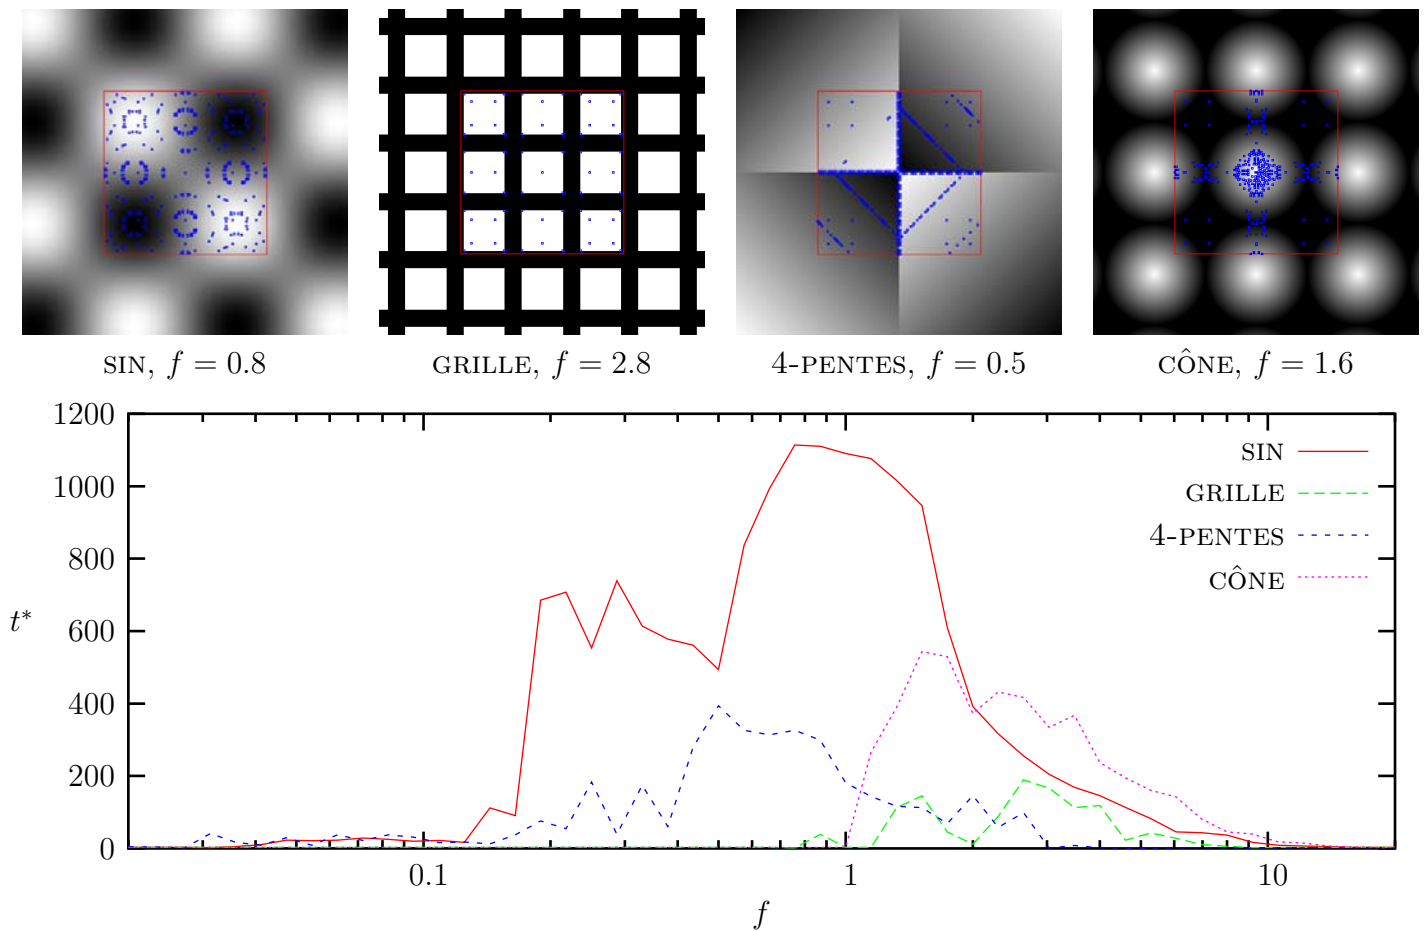 SIN, f = 0.8
GRILLE, f = 2.8
4-PENTES, f = 0.5
CÔNE, f = 1.6
1200
1000
800
600
400
200
0
t*
SIN
GRILLE
4-PENTES
CÔNE
0.1
1
10
f